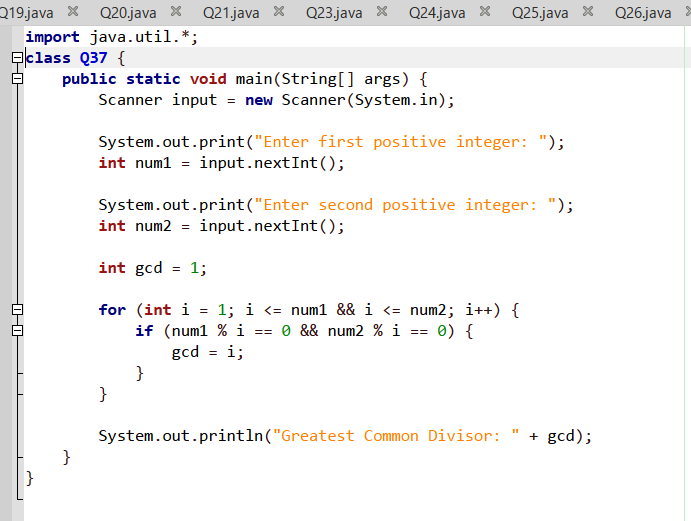 Q19.java Q20.java Q21.java Q23.java Q24.java Q25.java Q26.java
import java.util.*;
class Q37 {
    public static void main(String[] args) {
        Scanner input = new Scanner(System.in);
        System.out.print("Enter first positive integer: ");
        int num1 = input.nextInt();
        System.out.print("Enter second positive integer: ");
        int num2 = input.nextInt();
        int gcd = 1;
        for (int i = 1; i <= num1 && i <= num2; i++) {
            if (num1 % i == 0 && num2 % i == 0) {
                gcd = i;
            }
        }
        System.out.println("Greatest Common Divisor: " + gcd);
    }
}